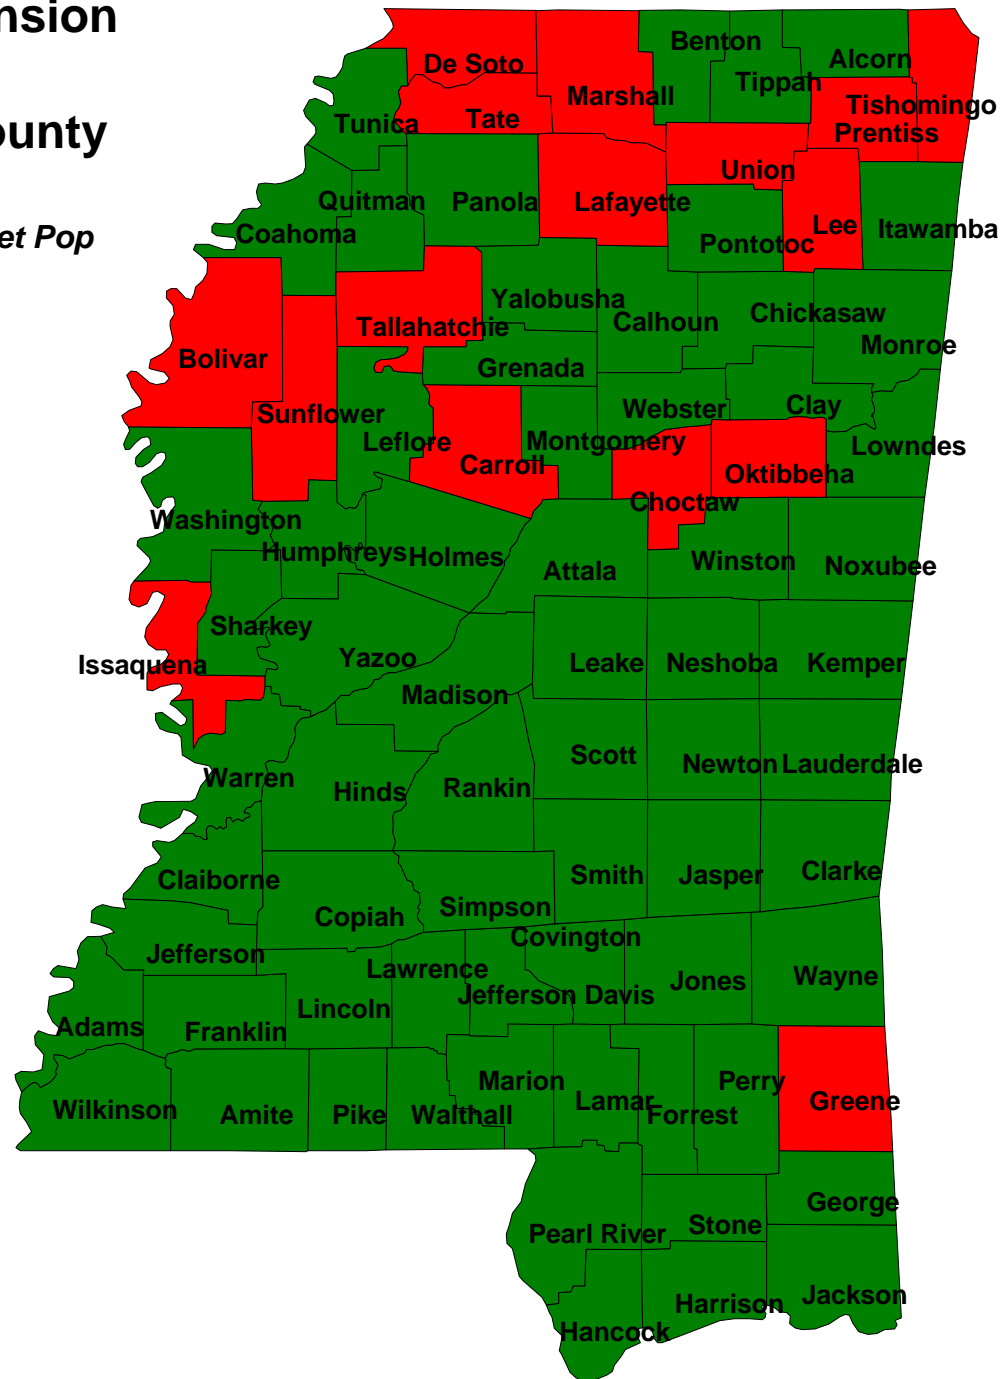 nsion
ounty
et Pop
Benton
Alcorn
De Soto
Tippah
Marshall
Tishomingo
Tunica
Tate
Prentiss
Union
Quitman
Panola
Lafayette
Lee
Itawamba
Coahoma
Pontotoc
Yalobusha
Chickasaw
Calhoun
Tallahatchie
Monroe
Bolivar
Grenada
Sunflower
Webster
Clay
Leflore
Montgomery
Lowndes
Carroll
Oktibbeha
Choctaw
Washington
Humphreys
Holmes
Attala
Winston
Noxubee
Sharkey
Issaquena
Yazoo
Leake
Neshoba
Kemper
Madison
Scott
Newton
Lauderdale
Warren
Hinds
Rankin
Claiborne
Smith
Jasper
Clarke
Copiah
Simpson
Covington
Jefferson
Lawrence
Jones
Wayne
Jefferson Davis
Lincoln
Adams
Franklin
Marion
Perry
Wilkinson
Amite
Pike
Walthall
Lamar
Forrest
Greene
George
Pearl River
Stone
Harrison
Jackson
Hancock